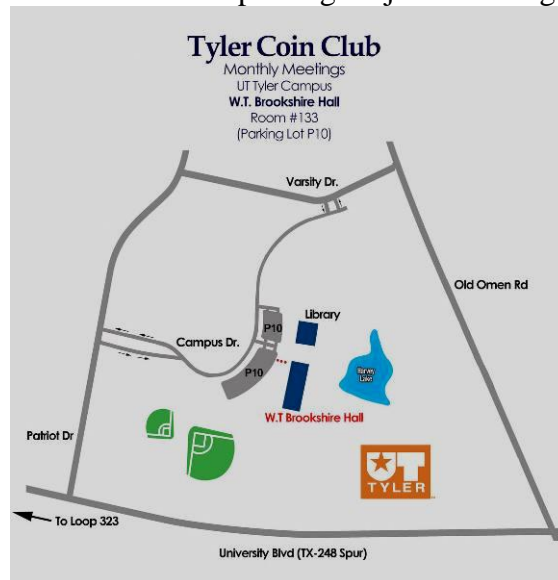 Tyler Coin Club
Monthly Meetings
UT Tyler Campus
W.T. Brookshire Hall
Room #133
(Parking Lot P10)
Varsity Dr.
Old Omen Rd
Library
P10
Campus Dr.
P10
Harvey
Lake
W.T Brookshire Hall
Patriot Dr
UT
TYLER
To Loop 323
University Blvd (TX-248 Spur)